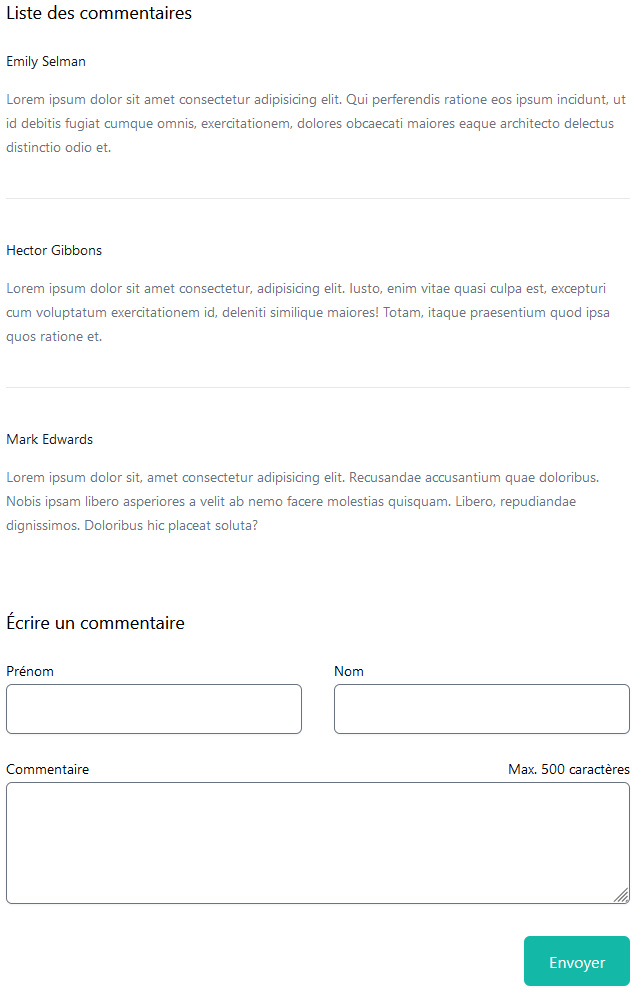 Liste des commentaires
Emily Selman
Lorem ipsum dolor sit amet consectetur adipisicing elit. Qui perferendis ratione eos ipsum incidunt, ut
id debitis fugiat cumque omnis, exercitationem, dolores obcaecati maiores eaque architecto delectus
distinctio odio et.
Hector Gibbons
Lorem ipsum dolor sit amet consectetur, adipisicing elit. Iusto, enim vitae quasi culpa est, excepturi
cum voluptatum exercitationem id, deleniti similique maiores! Totam, itaque praesentium quod ipsa
quos ratione et.
Mark Edwards
Lorem ipsum dolor sit, amet consectetur adipisicing elit. Recusandae accusantium quae doloribus.
Nobis ipsam libero asperiores a velit ab nemo facere molestias quisquam. Libero, repudiandae
dignissimos. Doloribus hic placeat soluta?
Écrire un commentaire
Prénom Nom
Commentaire Max. 500 caractères
Envoyer